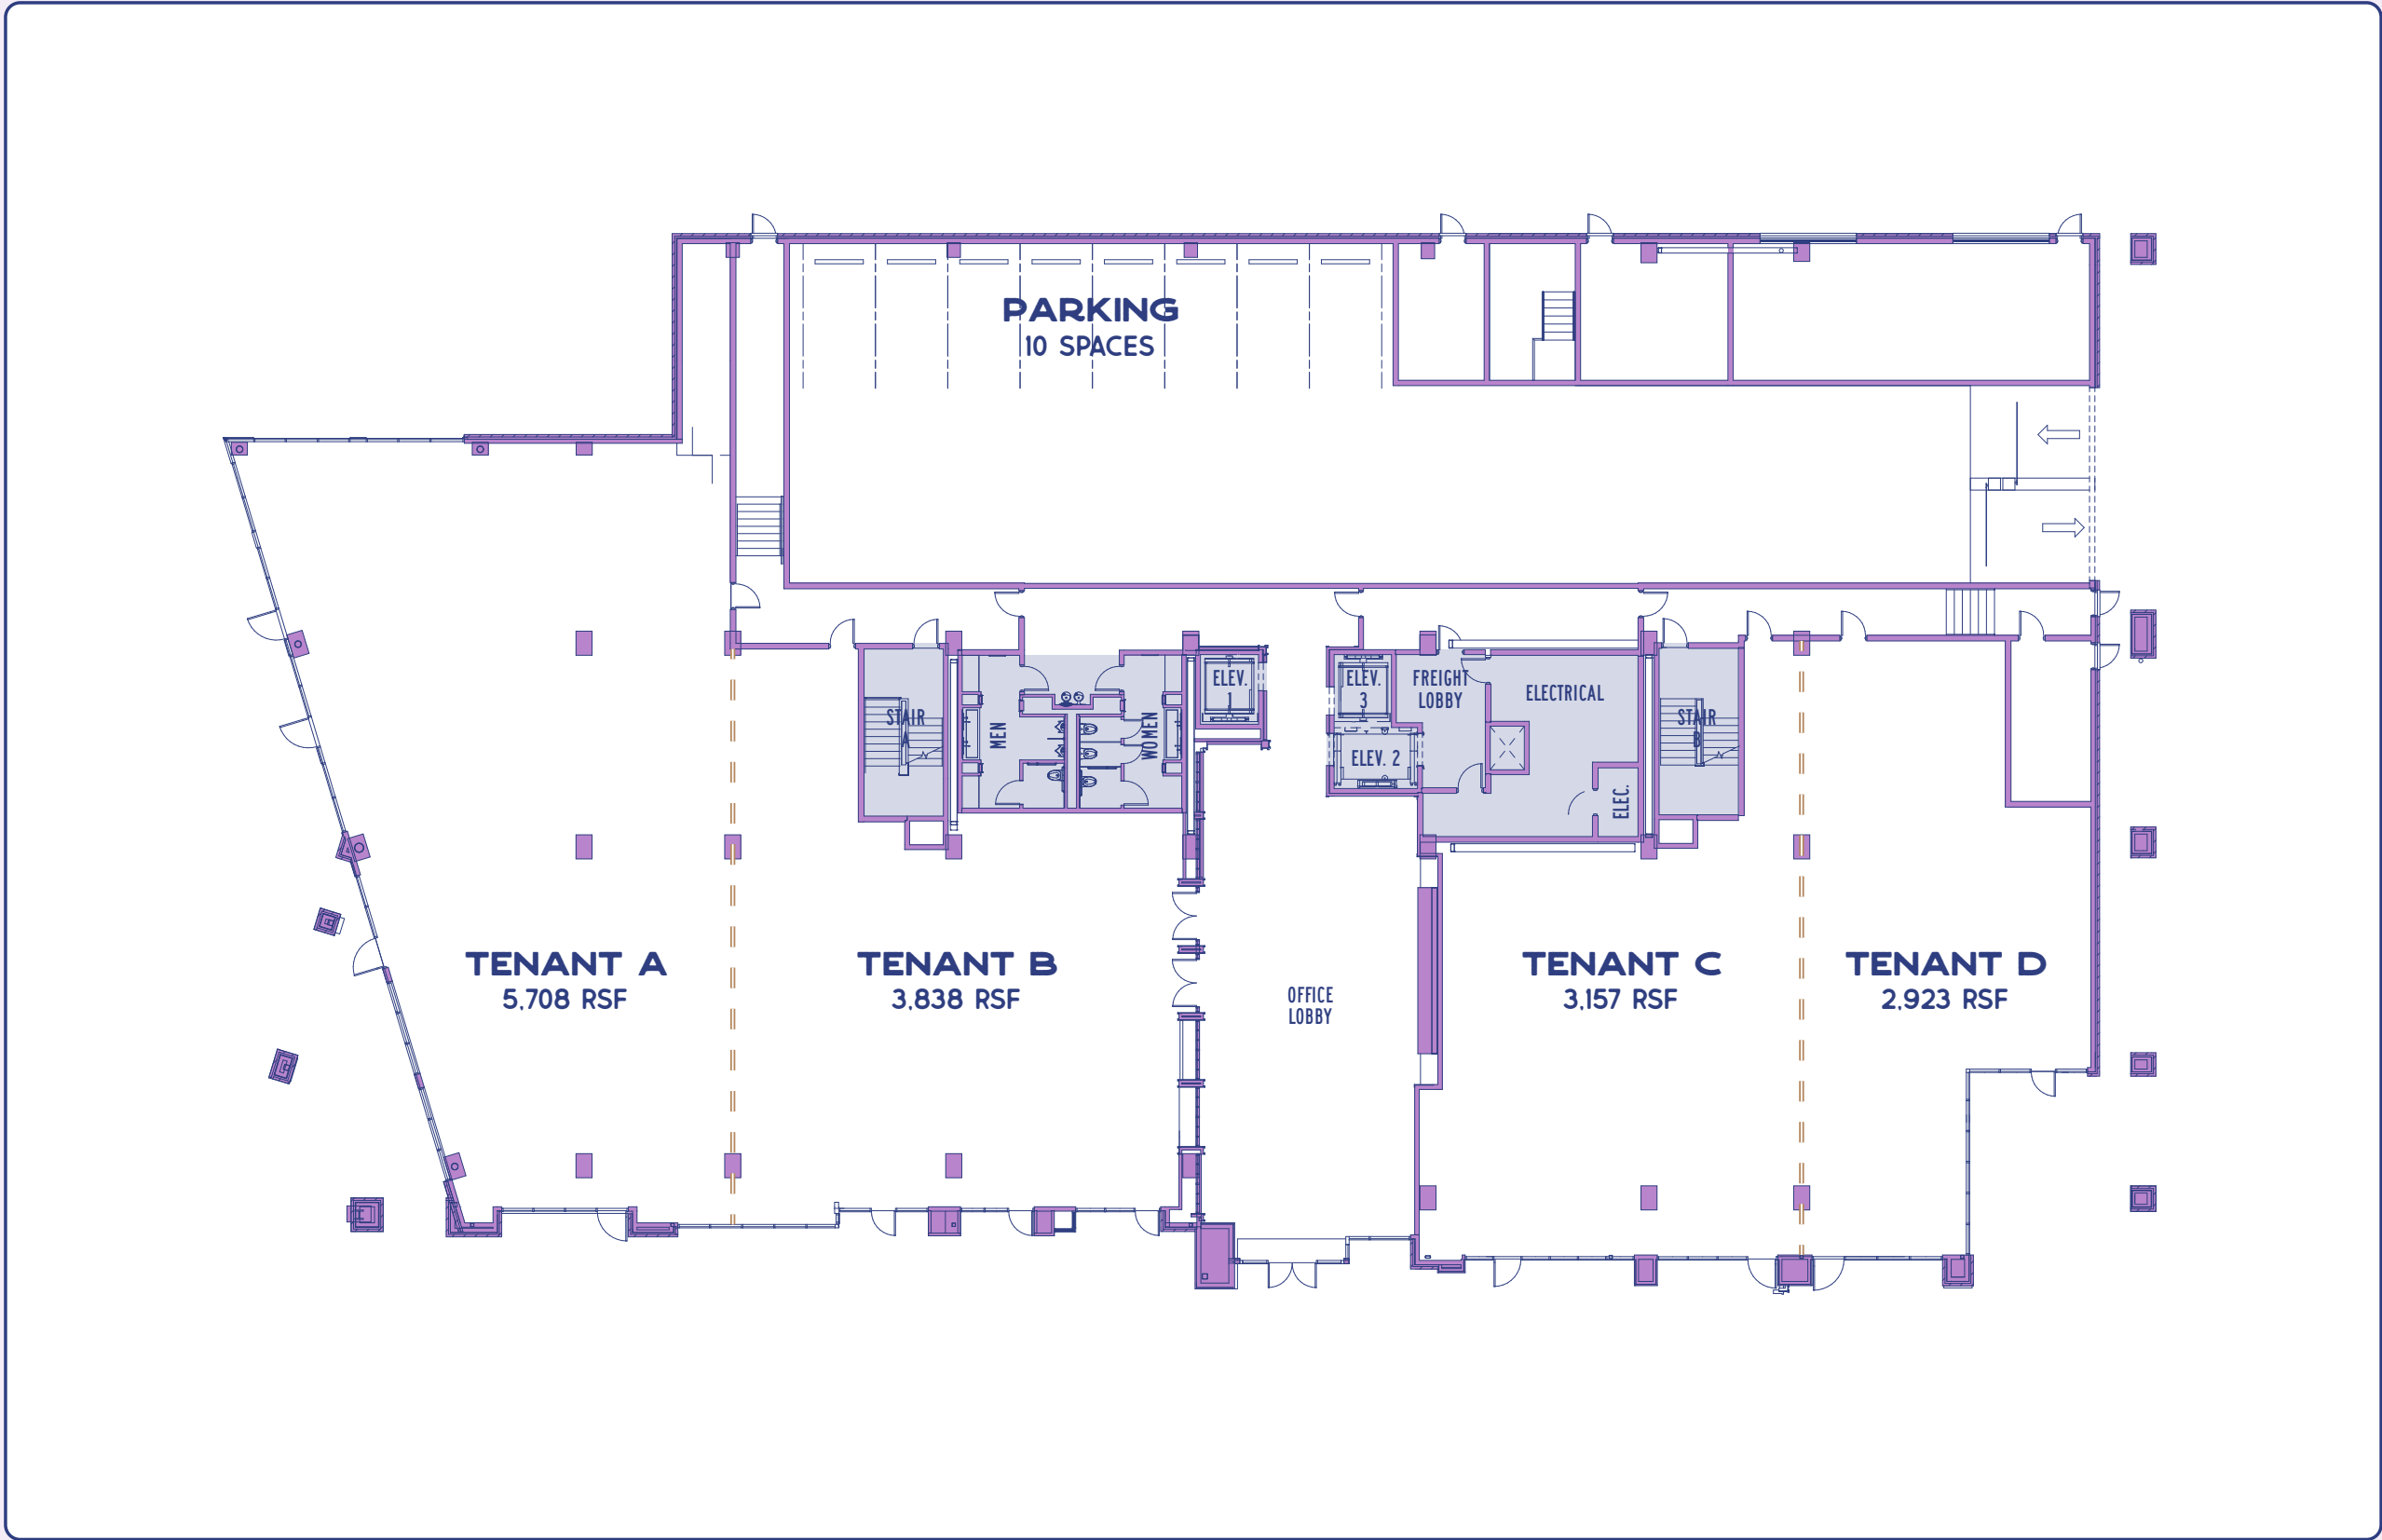 PARKING
10 SPACES
ELEV.
1
ELEV.
3
FREIGHT
LOBBY
ELECTRICAL
STAIR
A
MEN
WOMEN
ELEV. 2
STAIR
B
ELEC.
TENANT A
5,708 RSF
TENANT B
3,838 RSF
OFFICE
LOBBY
TENANT C
3,157 RSF
TENANT D
2,923 RSF